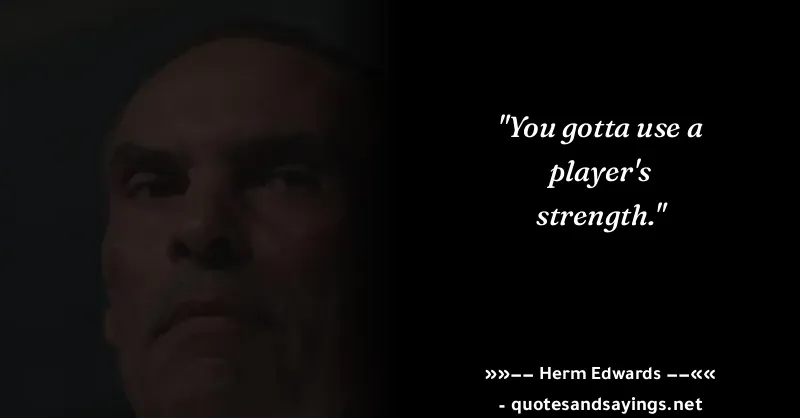 "You gotta use a
player's
strength."
»»−− Herm Edwards −−««
- quotesandsayings.net